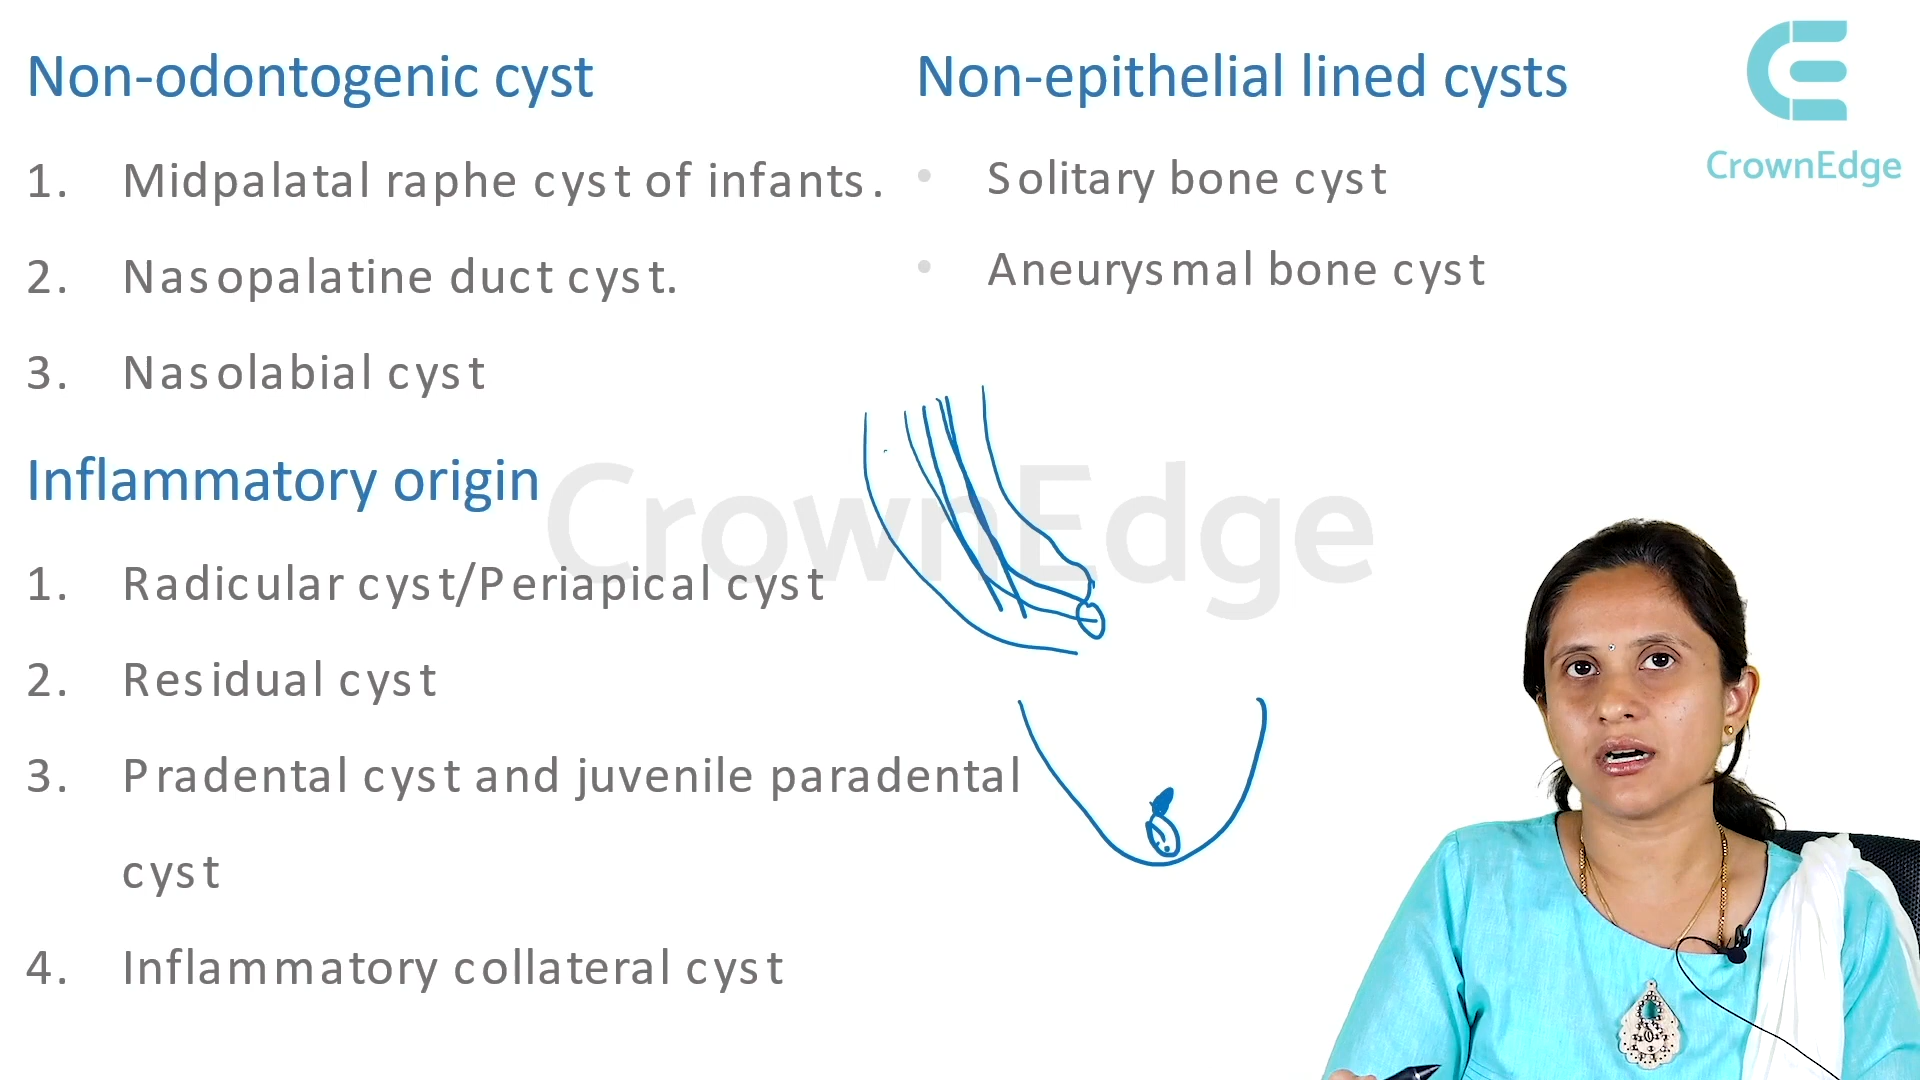 Non-odontogenic cyst
1. Midpalatal raphe cyst of infants.
2. Nasopalatine duct cyst.
3. Nasolabial cyst
Inflammatory origin
1. Radicular cyst/Periapical cyst
2. Residual cyst
3. Pradental cyst and juvenile paradental
cyst
4. Inflammatory collateral cyst
Non-epithelial lined cysts
• Solitary bone cyst
• Aneurysmal bone cyst
CrownEdge
CrownEdge